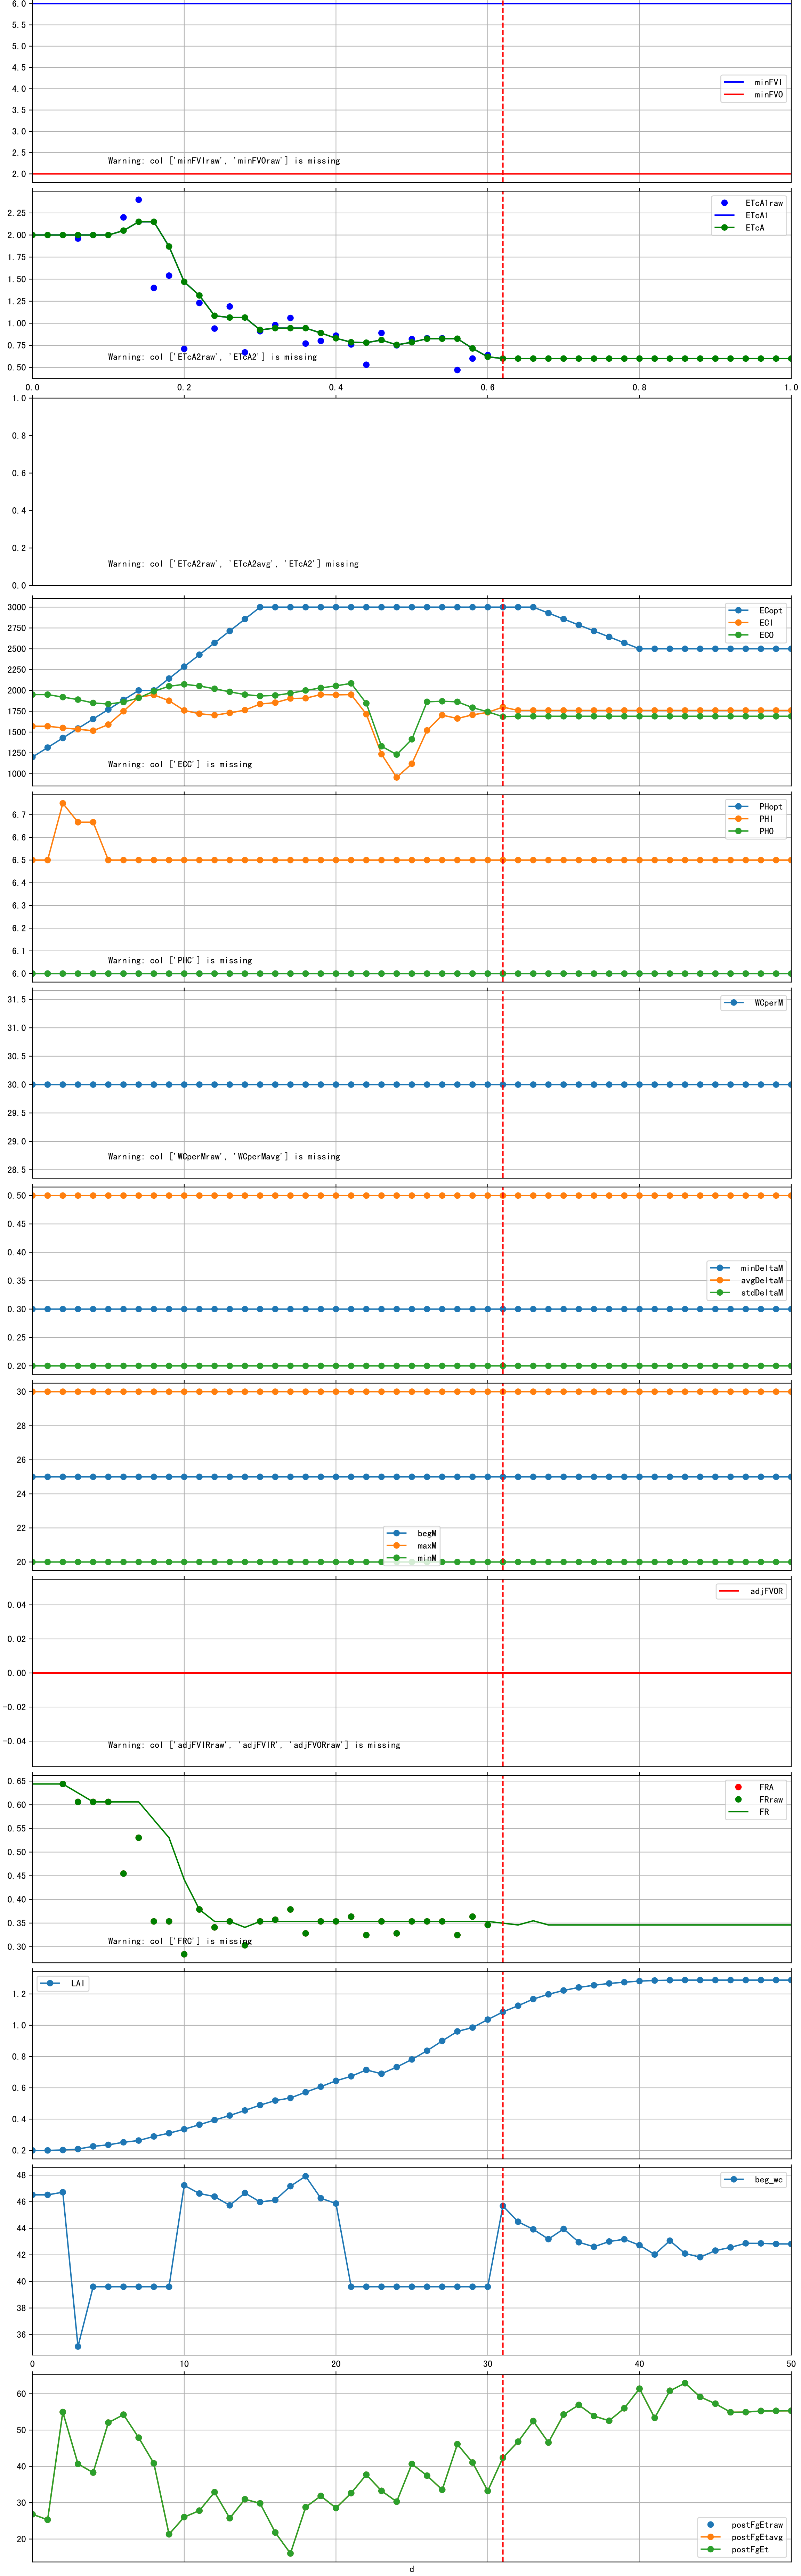 6.0
5.5
5.0
4.5
4.0
3.5
3.0
2.5
2.0
minFVI
minFVO
Warning: col ['minFVIraw', 'minFVOraw'] is missing
2.25
2.00
1.75
1.50
1.25
1.00
0.75
0.50
ETcA1raw
ETcA1
ETcA
Warning: col ['ETcA2raw', 'ETcA2'] is missing
0.0 0.2 0.4 0.6 0.8 1.0
1.0
0.8
0.6
0.4
0.2
0.0
Warning: col ['ETcA2raw', 'ETcA2avg', 'ETcA2'] missing
3000
2750
2500
2250
2000
1750
1500
1250
1000
ECopt
ECI
ECO
Warning: col ['ECC'] is missing
6.7
6.6
6.5
6.4
6.3
6.2
6.1
6.0
PHopt
PHI
PHO
Warning: col ['PHC'] is missing
31.5
31.0
30.5
30.0
29.5
29.0
28.5
WCperM
Warning: col ['WCperMraw', 'WCperMavg'] is missing
0.50
0.45
0.40
0.35
0.30
0.25
0.20
minDeltaM
avgDeltaM
stdDeltaM
30
28
26
24
22
20
begM
maxM
minM
0.04
0.02
0.00
-0.02
-0.04
adjFVOR
Warning: col ['adjFVIRraw', 'adjFVIR', 'adjFVORraw'] is missing
0.65
0.60
0.55
0.50
0.45
0.40
0.35
0.30
FRA
FRraw
FR
Warning: col ['FRC'] is missing
1.2
1.0
0.8
0.6
0.4
0.2
LAI
48
46
44
42
40
38
36
beg_wc
0 10 20 30 40 50
60
50
40
30
20
postFgEtraw
postFgEtavg
postFgEt
d